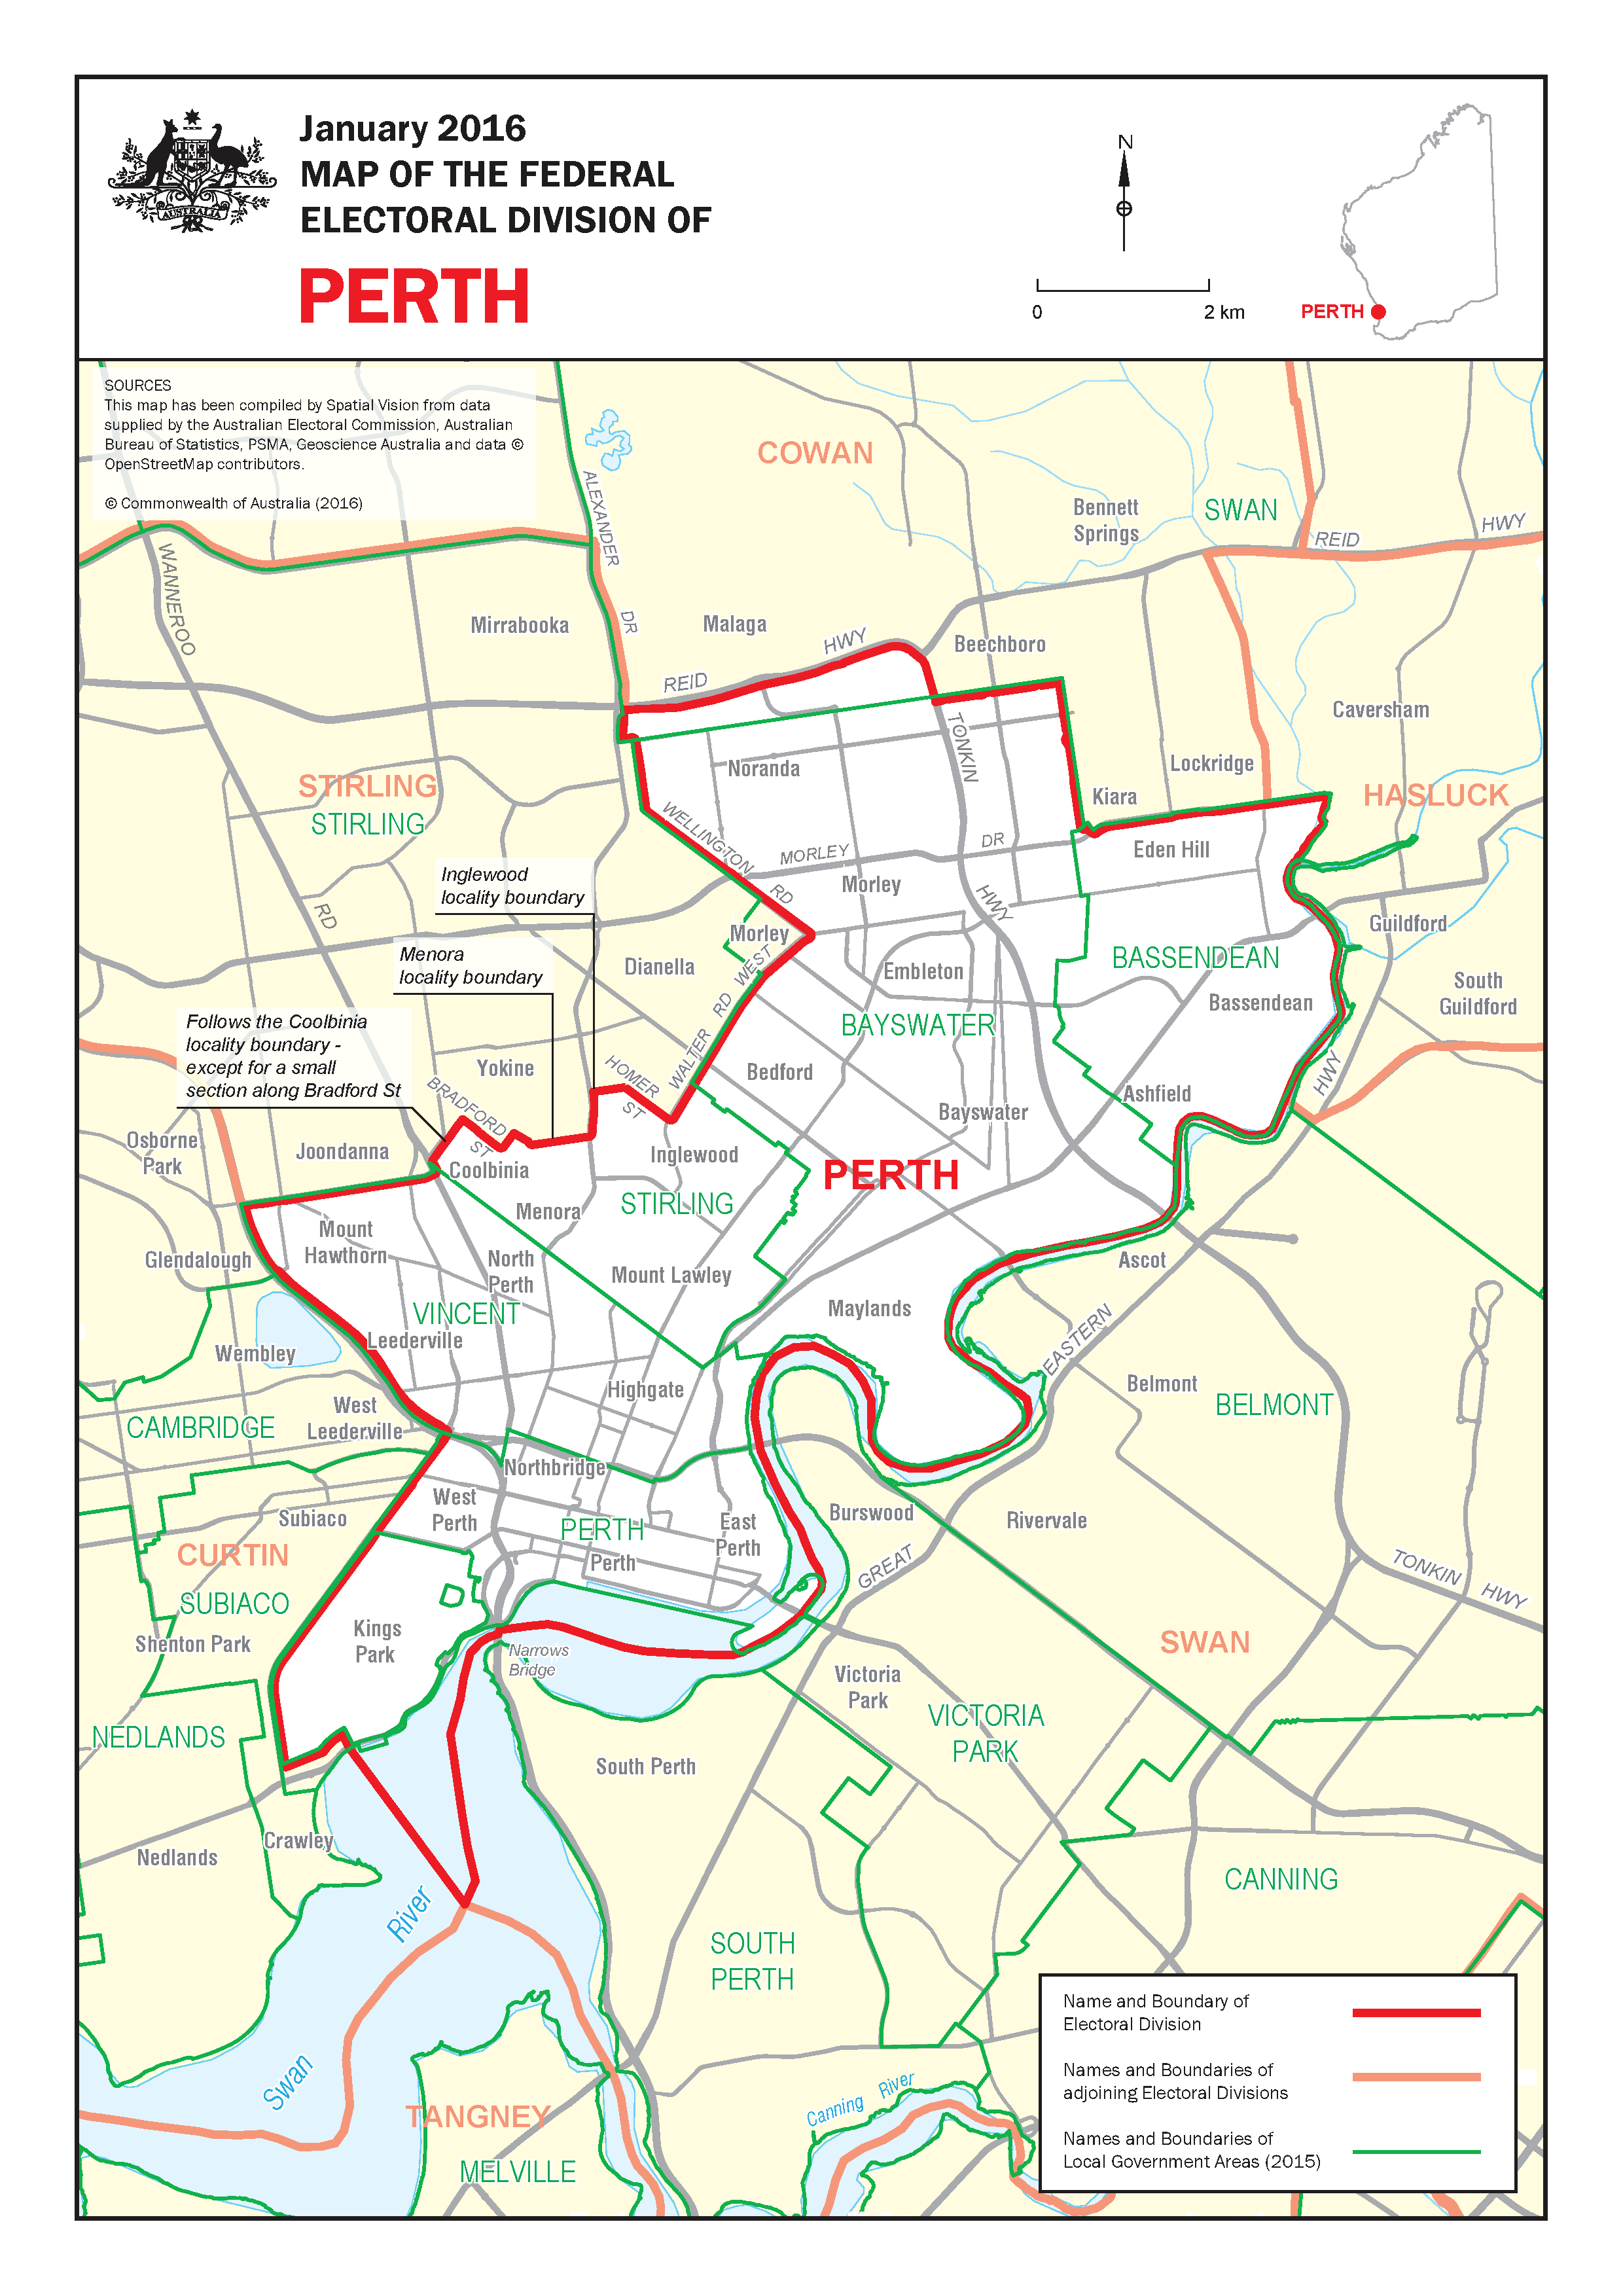 AUSTRALIA
January 2016
MAP OF THE FEDERAL
ELECTORAL DIVISION OF
PERTH
N
0
2 km
PERTH
SOURCES
This map has been compiled by Spatial Vision from data
supplied by the Australian Electoral Commission, Australian
Bureau of Statistics, PSMA, Geoscience Australia and data ©
OpenStreetMap contributors.
© Commonwealth of Australia (2016)
COWAN
ALEXANDER
DR
Bennett
Springs
SWAN
REID
HWY
WANNEROO
RD
Mirrabooka
Malaga
HWY
Beechboro
REID
Caversham
TONKIN
HWY
Noranda
Lockridge
STIRLING
STIRLING
Kiara
HASLUCK
WELLINGTON
RD
MORLEY
DR
Eden Hill
Inglewood
locality boundary
Morley
Guildford
Morley
Menora
locality boundary
Dianella
WALTER RD WEST
Embleton
BASSENDEAN
South
Guildford
Bassendean
Follows the Coolbinia
locality boundary -
except for a small
section along Bradford St
BAYSWATER
Yokine
HOMER
ST
Bedford
HWY
BRADFORD
ST
Ashfield
Bayswater
Osborne
Park
Joondanna
Coolbinia
Inglewood
PERTH
Menora
STIRLING
Mount
Hawthorn
Glendalough
North
Perth
Mount Lawley
Ascot
VINCENT
Maylands
Leederville
Wembley
EASTERN
Highgate
Belmont
BELMONT
West
Leederville
CAMBRIDGE
Northbridge
West
Perth
Subiaco
PERTH
East
Perth
Burswood
Rivervale
Perth
CURTIN
GREAT
TONKIN
HWY
SUBIACO
Shenton Park
Kings
Park
Narrows
Bridge
SWAN
Victoria
Park
NEDLANDS
VICTORIA
PARK
South Perth
Crawley
Nedlands
CANNING
River
SOUTH
PERTH
Swan
Canning
River
TANGNEY
MELVILLE
Name and Boundary of
Electoral Division
Names and Boundaries of
adjoining Electoral Divisions
Names and Boundaries of
Local Government Areas (2015)